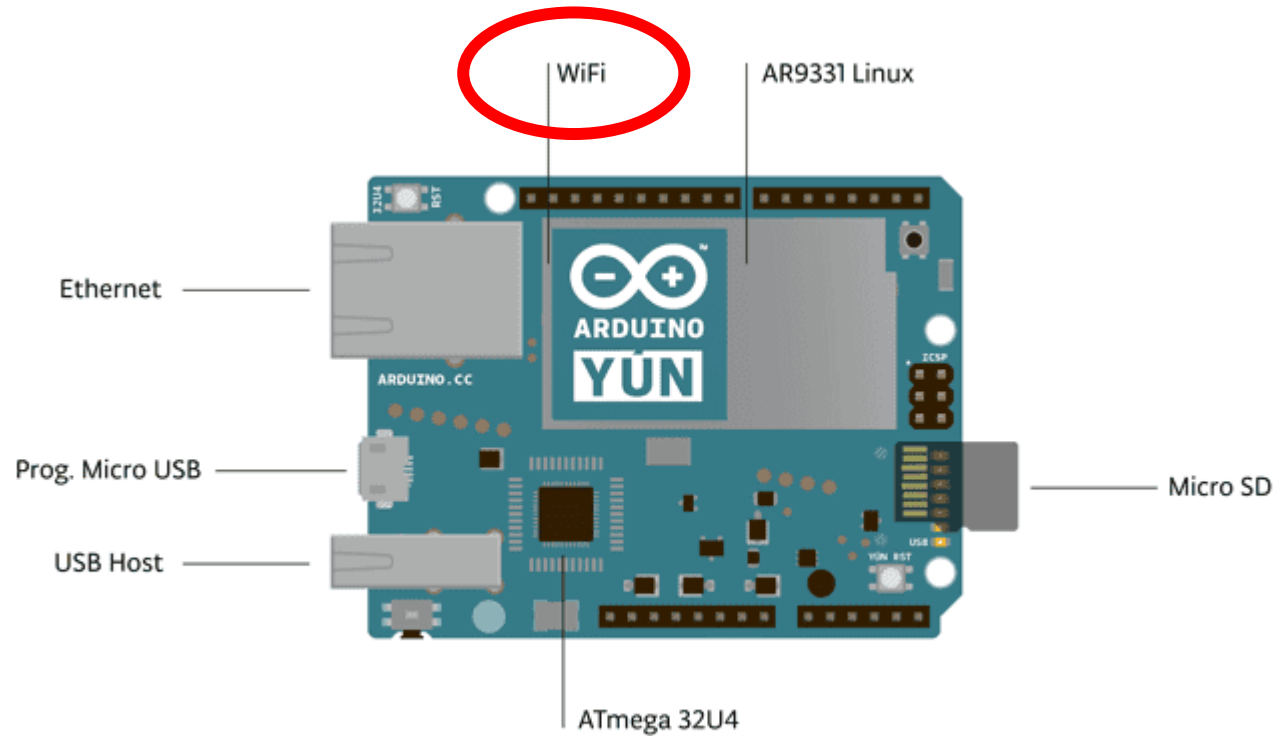 WiFi
AR9331 Linux
32U4
RST
Ethernet
™
ARDUINO
YÚN
ARDUINO.CC
ICSP
Prog. Micro USB
Micro SD
USB
YÚN RST
USB Host
ATmega 32U4